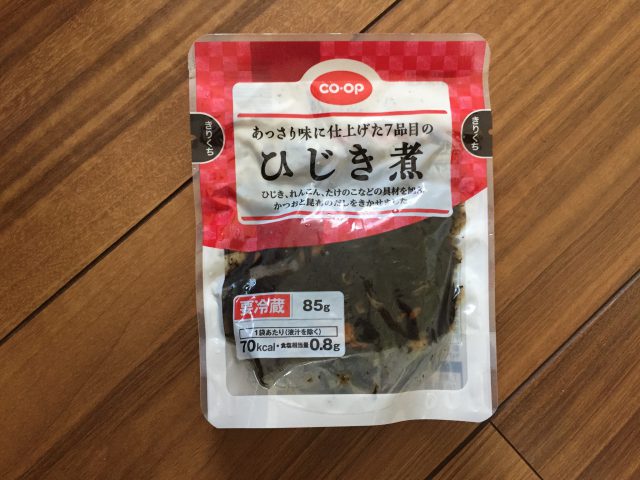 CO·OP
あっさり味に仕上げた7品目の
ひじき煮
ひじき、れんこん、たけのこなどの具材を加え、
かつおと昆布のだしをきかせました。
きりくち
きりくち
要冷蔵 85g
1袋あたり(液汁を除く)
70kcal・食塩相当量0.8g